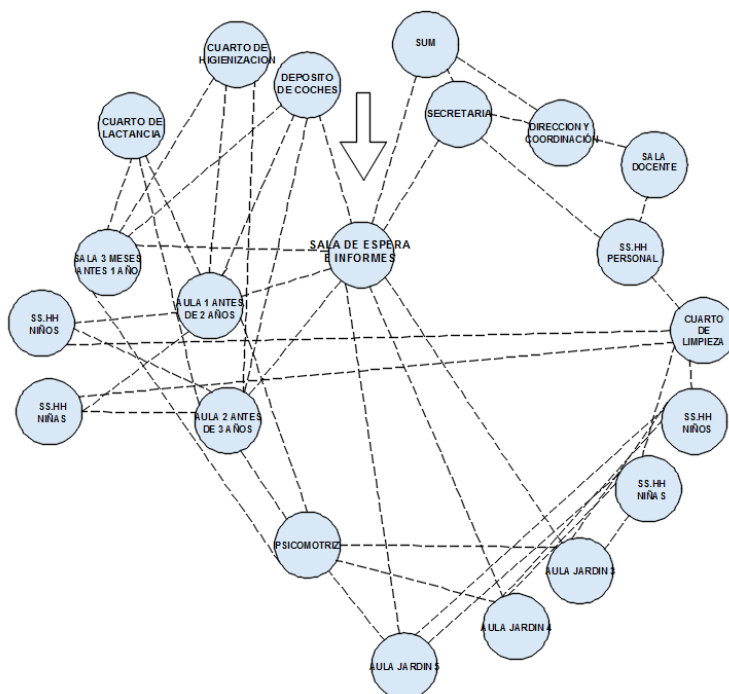 SUM
CUARTO DE
HIGIENIZACION
DEPOSITO
DE COCHES
SECRETARIA
CUARTO DE
LACTANCIA
DIRECCION Y
COORDINACIÓN
SALA
DOCENTE
SALA DE ESPERA
E INFORMES
SS.HH
PERSONAL
SALA 3 MESES
ANTES 1 AÑO
AULA 1 ANTES
DE 2 AÑOS
SS.HH
NIÑOS
CUARTO
DE
LIMPIEZA
SS.HH
NIÑAS
AULA 2 ANTES
DE 3 AÑOS
SS.HH
NIÑOS
SS.HH
NIÑAS
PSICOMOTRIZ
AULA JARDIN 3
AULA JARDIN 4
AULA JARDIN 5